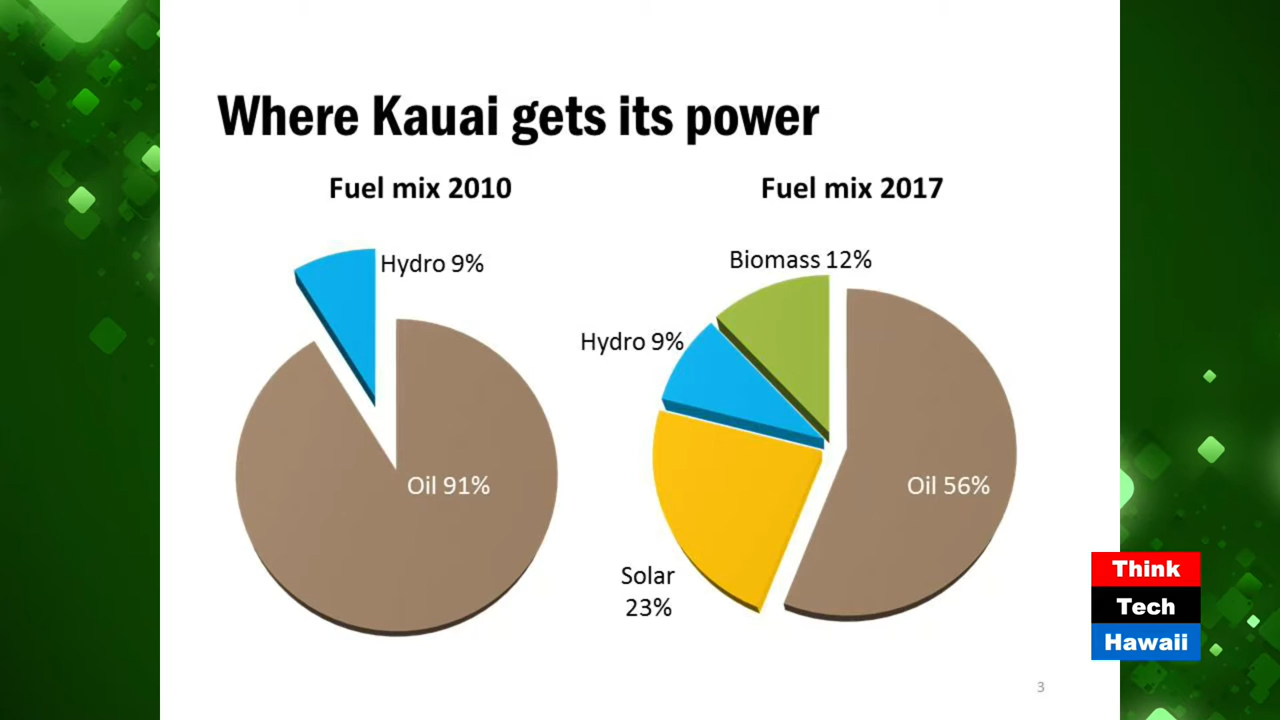 Where Kauai gets its power
Fuel mix 2010
Hydro 9%
Oil 91%
Fuel mix 2017
Biomass 12%
Hydro 9%
Oil 56%
Solar
23%
Think
Tech
Hawaii
3